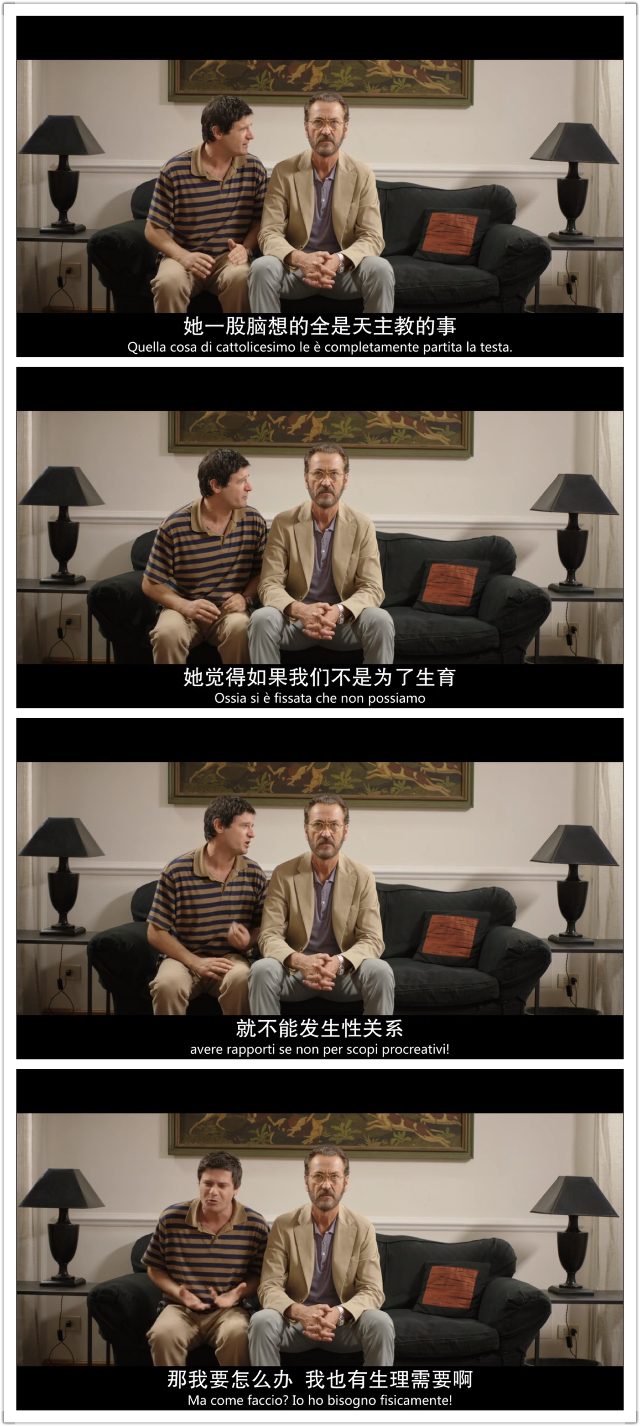 她一股脑想的全是天主教的事
Quella cosa di cattolicesimo le è completamente partita la testa.
她觉得如果我们不是为了生育
Ossia si è fissata che non possiamo
就不能发生性关系
avere rapporti se non per scopi procreativi!
那我要怎么办 我也有生理需要啊
Ma come faccio? Io ho bisogno fisicamente!